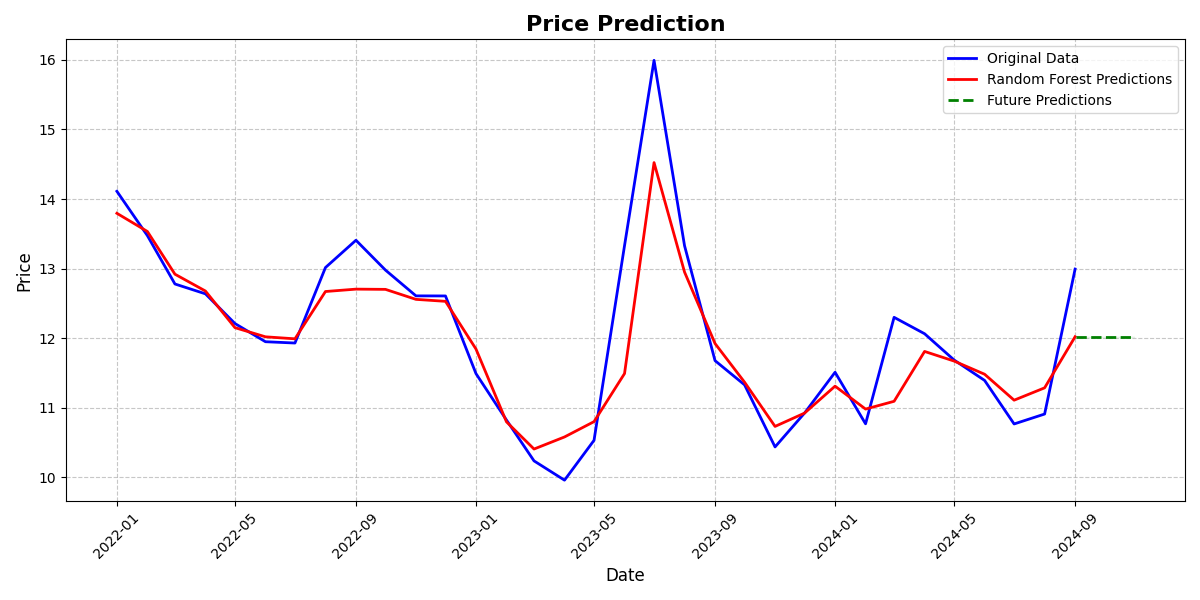 Price Prediction
Original Data
Random Forest Predictions
Future Predictions
Price
16
15
14
13
12
11
10
2022-01
2022-05
2022-09
2023-01
2023-05
2023-09
2024-01
2024-05
2024-09
Date